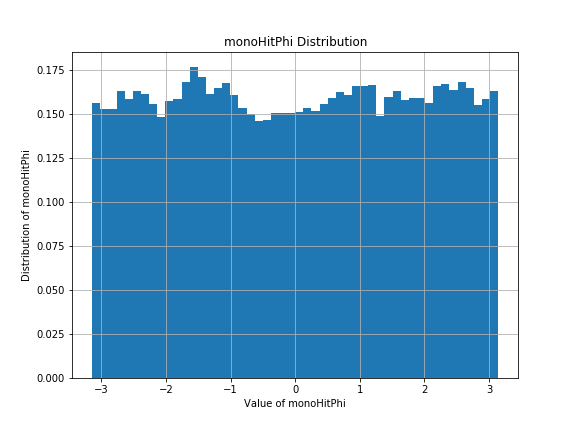 monoHitPhi Distribution
Distribution of monoHitPhi
0.175
0.150
0.125
0.100
0.075
0.050
0.025
0.000
−3 −2 −1 0 1 2 3
Value of monoHitPhi